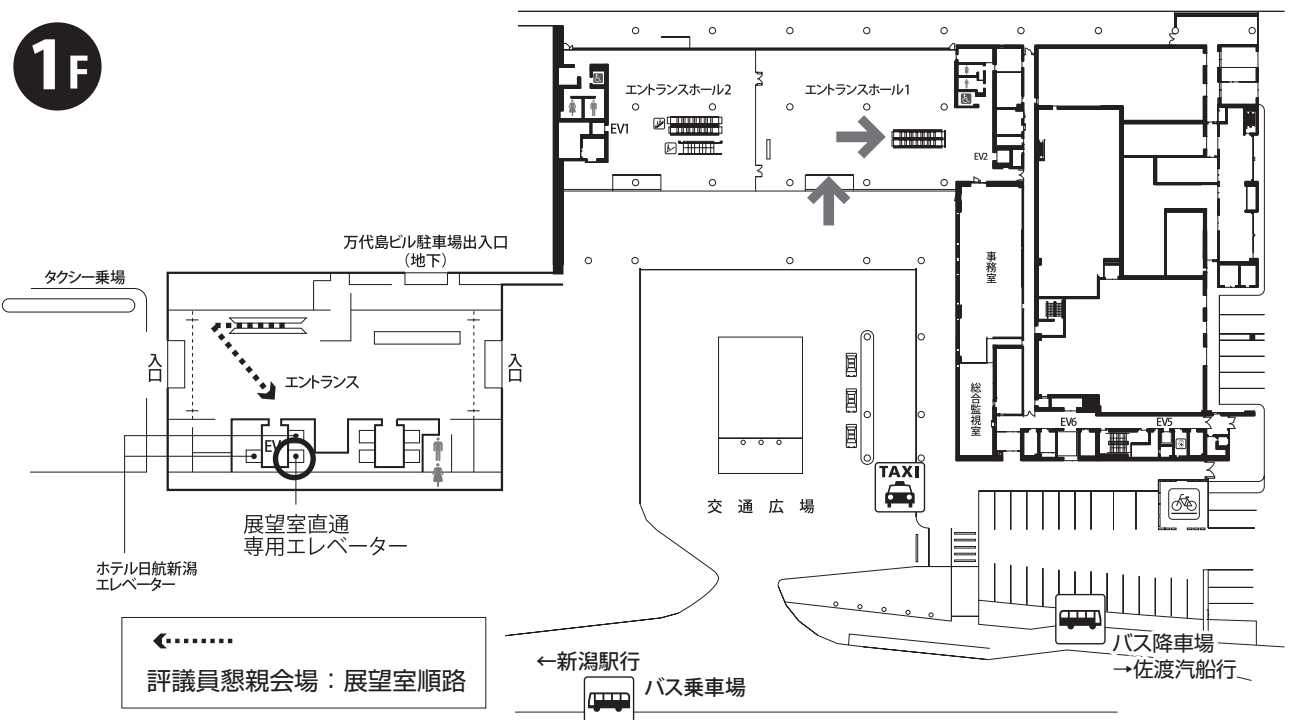 1F
エントランスホール2
エントランスホール1
EV1
EV2
万代島ビル駐車場出入口
(地下)
タクシー乗場
事務室
入口
エントランス
入口
総合監視室
EV
EV6
EV5
TAXI
交通広場
展望室直通
専用エレベーター
ホテル日航新潟
エレベーター
評議員懇親会場：展望室順路
←新潟駅行
バス乗車場
バス降車場
→佐渡汽船行